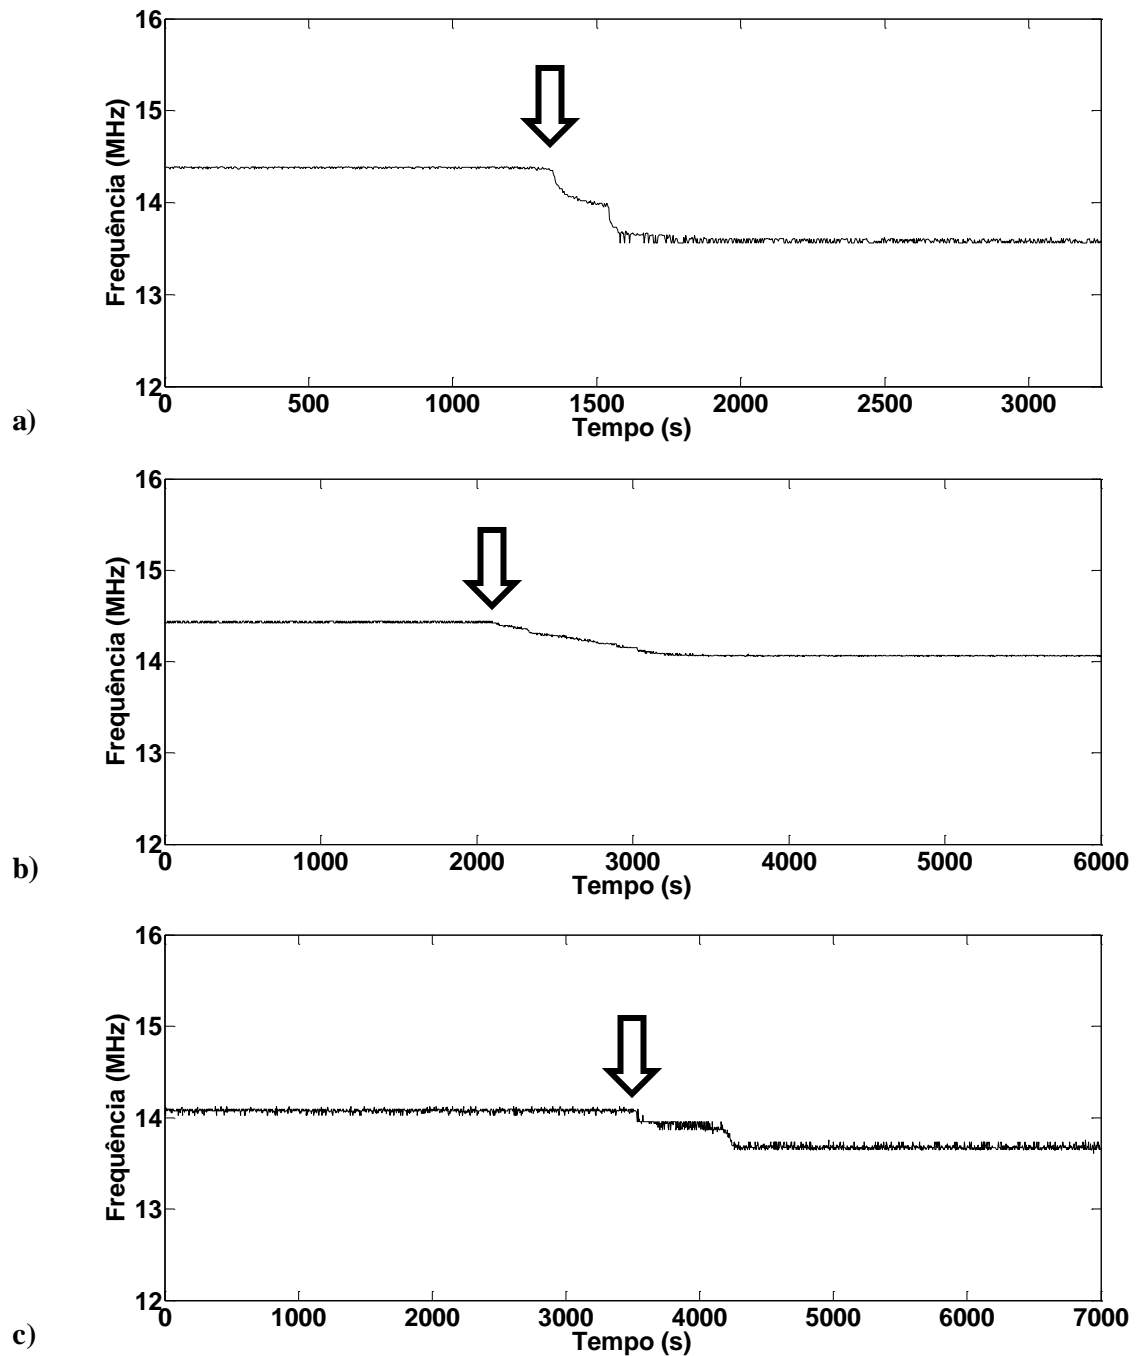 16
15
14
13
12
Frequência (MHz)
0 500 1000 1500 2000 2500 3000
Tempo (s)
a)
16
15
14
13
12
Frequência (MHz)
0 1000 2000 3000 4000 5000 6000
Tempo (s)
b)
16
15
14
13
12
Frequência (MHz)
0 1000 2000 3000 4000 5000 6000 7000
Tempo (s)
c)